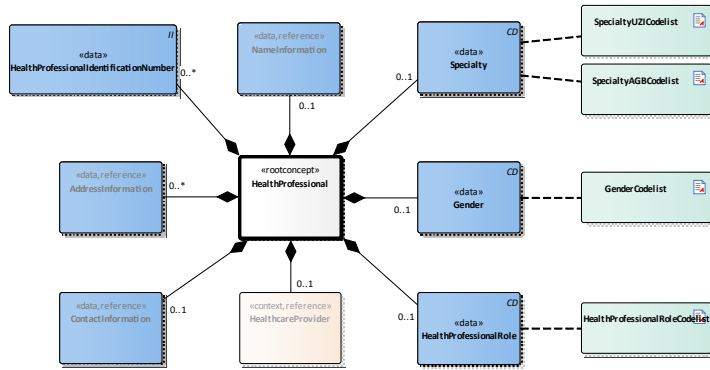 II
«data»
HealthProfessionalIdentificationNumber
0..*
«data,reference»
NameInformation
0..1
CD
«data»
Specialty
0..1
SpecialtyUZICodelist
SpecialtyAGBCodelist
«data,reference»
AddressInformation
0..*
«rootconcept»
HealthProfessional
CD
«data»
Gender
0..1
GenderCodelist
«data,reference»
ContactInformation
0..1
«context,reference»
HealthcareProvider
0..1
CD
«data»
HealthProfessionalRole
0..1
HealthProfessionalRoleCodelist